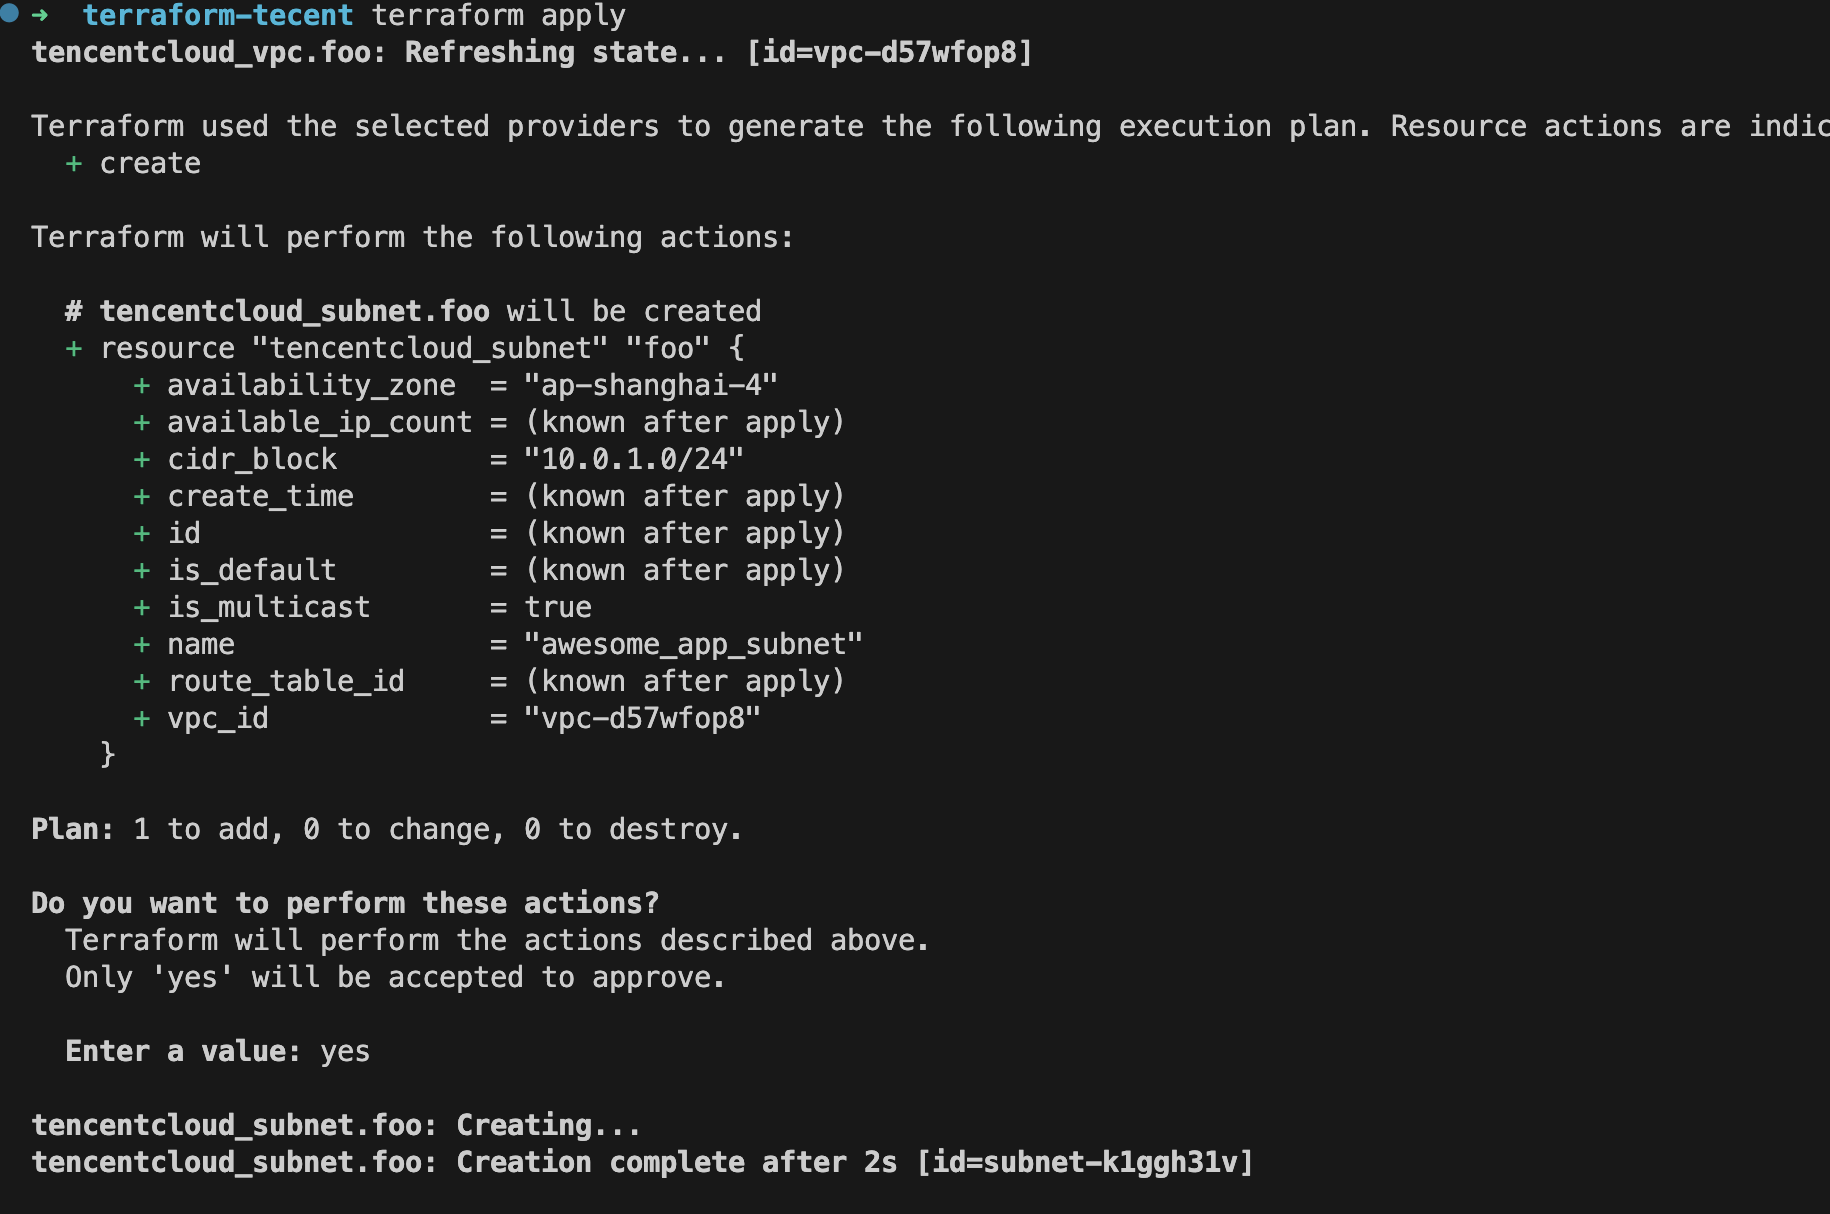 ➜  terraform-tecent terraform apply
tencentcloud_vpc.foo: Refreshing state... [id=vpc-d57wfop8]

Terraform used the selected providers to generate the following execution plan. Resource actions are indic
  + create

Terraform will perform the following actions:

  # tencentcloud_subnet.foo will be created
  + resource "tencentcloud_subnet" "foo" {
      + availability_zone  = "ap-shanghai-4"
      + available_ip_count = (known after apply)
      + cidr_block         = "10.0.1.0/24"
      + create_time        = (known after apply)
      + id                 = (known after apply)
      + is_default         = (known after apply)
      + is_multicast       = true
      + name               = "awesome_app_subnet"
      + route_table_id     = (known after apply)
      + vpc_id             = "vpc-d57wfop8"
    }

Plan: 1 to add, 0 to change, 0 to destroy.

Do you want to perform these actions?
  Terraform will perform the actions described above.
  Only 'yes' will be accepted to approve.

  Enter a value: yes

tencentcloud_subnet.foo: Creating...
tencentcloud_subnet.foo: Creation complete after 2s [id=subnet-k1ggh31v]